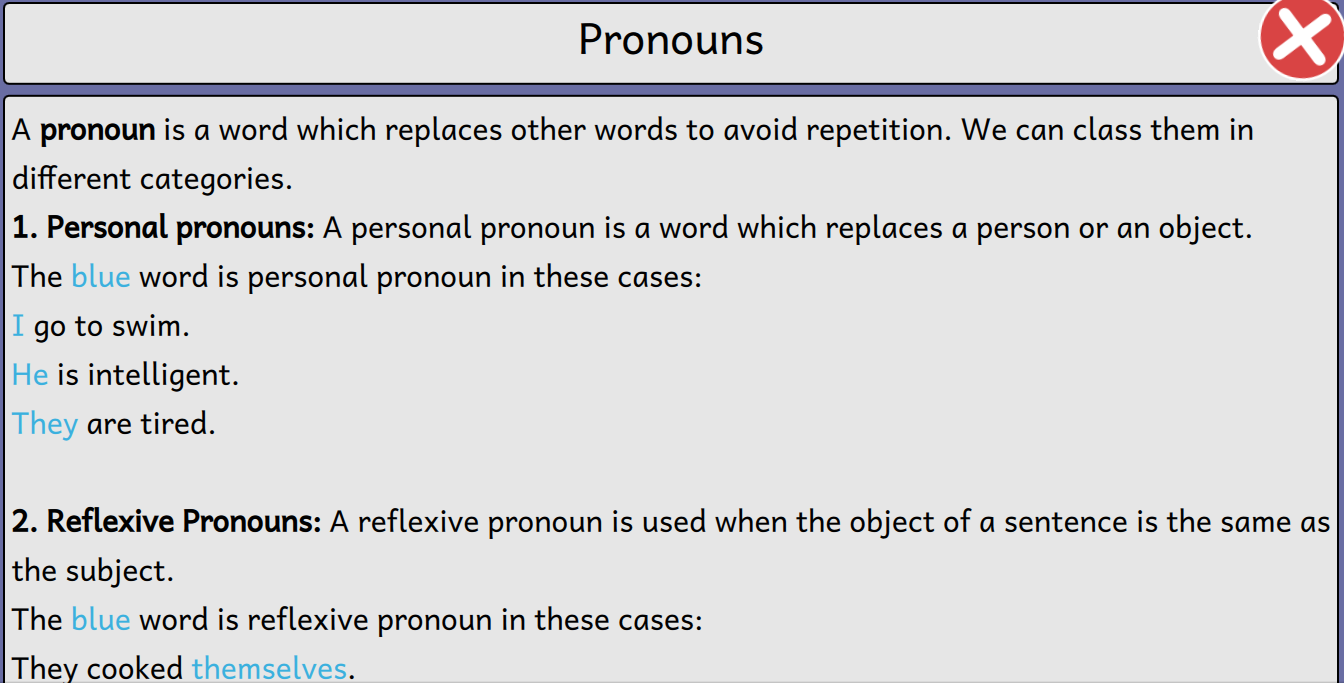 Pronouns
A pronoun is a word which replaces other words to avoid repetition. We can class them in
different categories.
1. Personal pronouns: A personal pronoun is a word which replaces a person or an object.
The blue word is personal pronoun in these cases:
I go to swim.
He is intelligent.
They are tired.
2. Reflexive Pronouns: A reflexive pronoun is used when the object of a sentence is the same as
the subject.
The blue word is reflexive pronoun in these cases:
They cooked themselves.